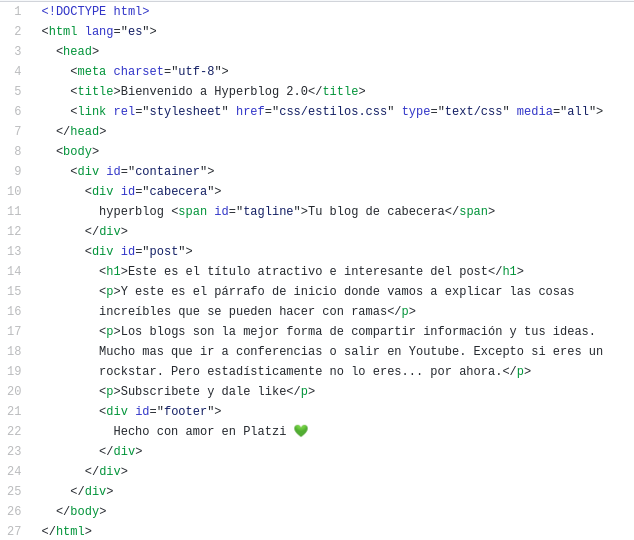 1 <!DOCTYPE html>
2 <html lang="es">
3 <head>
4 <meta charset="utf-8">
5 <title>Bienvenido a Hyperblog 2.0</title>
6 <link rel="stylesheet" href="css/estilos.css" type="text/css" media="all">
7 </head>
8 <body>
9 <div id="container">
10 <div id="cabecera">
11 hyperblog <span id="tagline">Tu blog de cabecera</span>
12 </div>
13 <div id="post">
14 <h1>Este es el título atractivo e interesante del post</h1>
15 <p>Y este es el párrafo de inicio donde vamos a explicar las cosas
16 increíbles que se pueden hacer con ramas</p>
17 <p>Los blogs son la mejor forma de compartir información y tus ideas.
18 Mucho mas que ir a conferencias o salir en Youtube. Excepto si eres un
19 rockstar. Pero estadísticamente no lo eres... por ahora.</p>
20 <p>Subscribete y dale like</p>
21 <div id="footer">
22 Hecho con amor en Platzi 💚
23 </div>
24 </div>
25 </div>
26 </body>
27 </html>